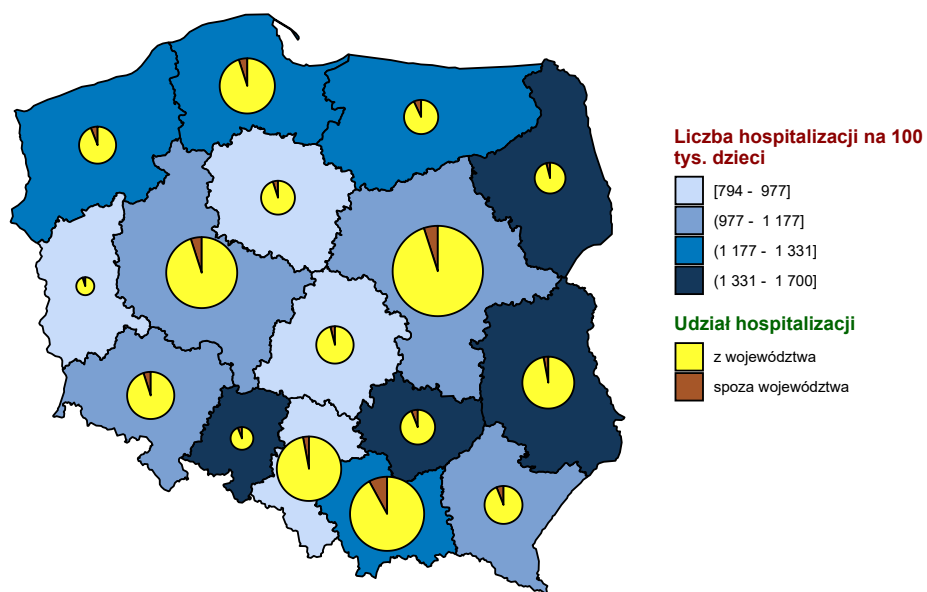 Liczba hospitalizacji na 100
tys. dzieci
[794 - 977]
(977 - 1 177]
(1 177 - 1 331]
(1 331 - 1 700]
Udział hospitalizacji
z województwa
spoza województwa